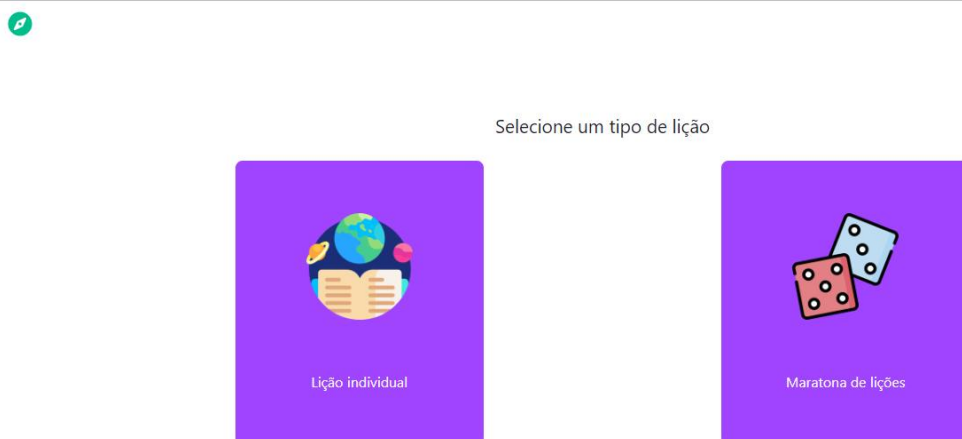 Selecione um tipo de lição
Lição individual
Maratona de lições